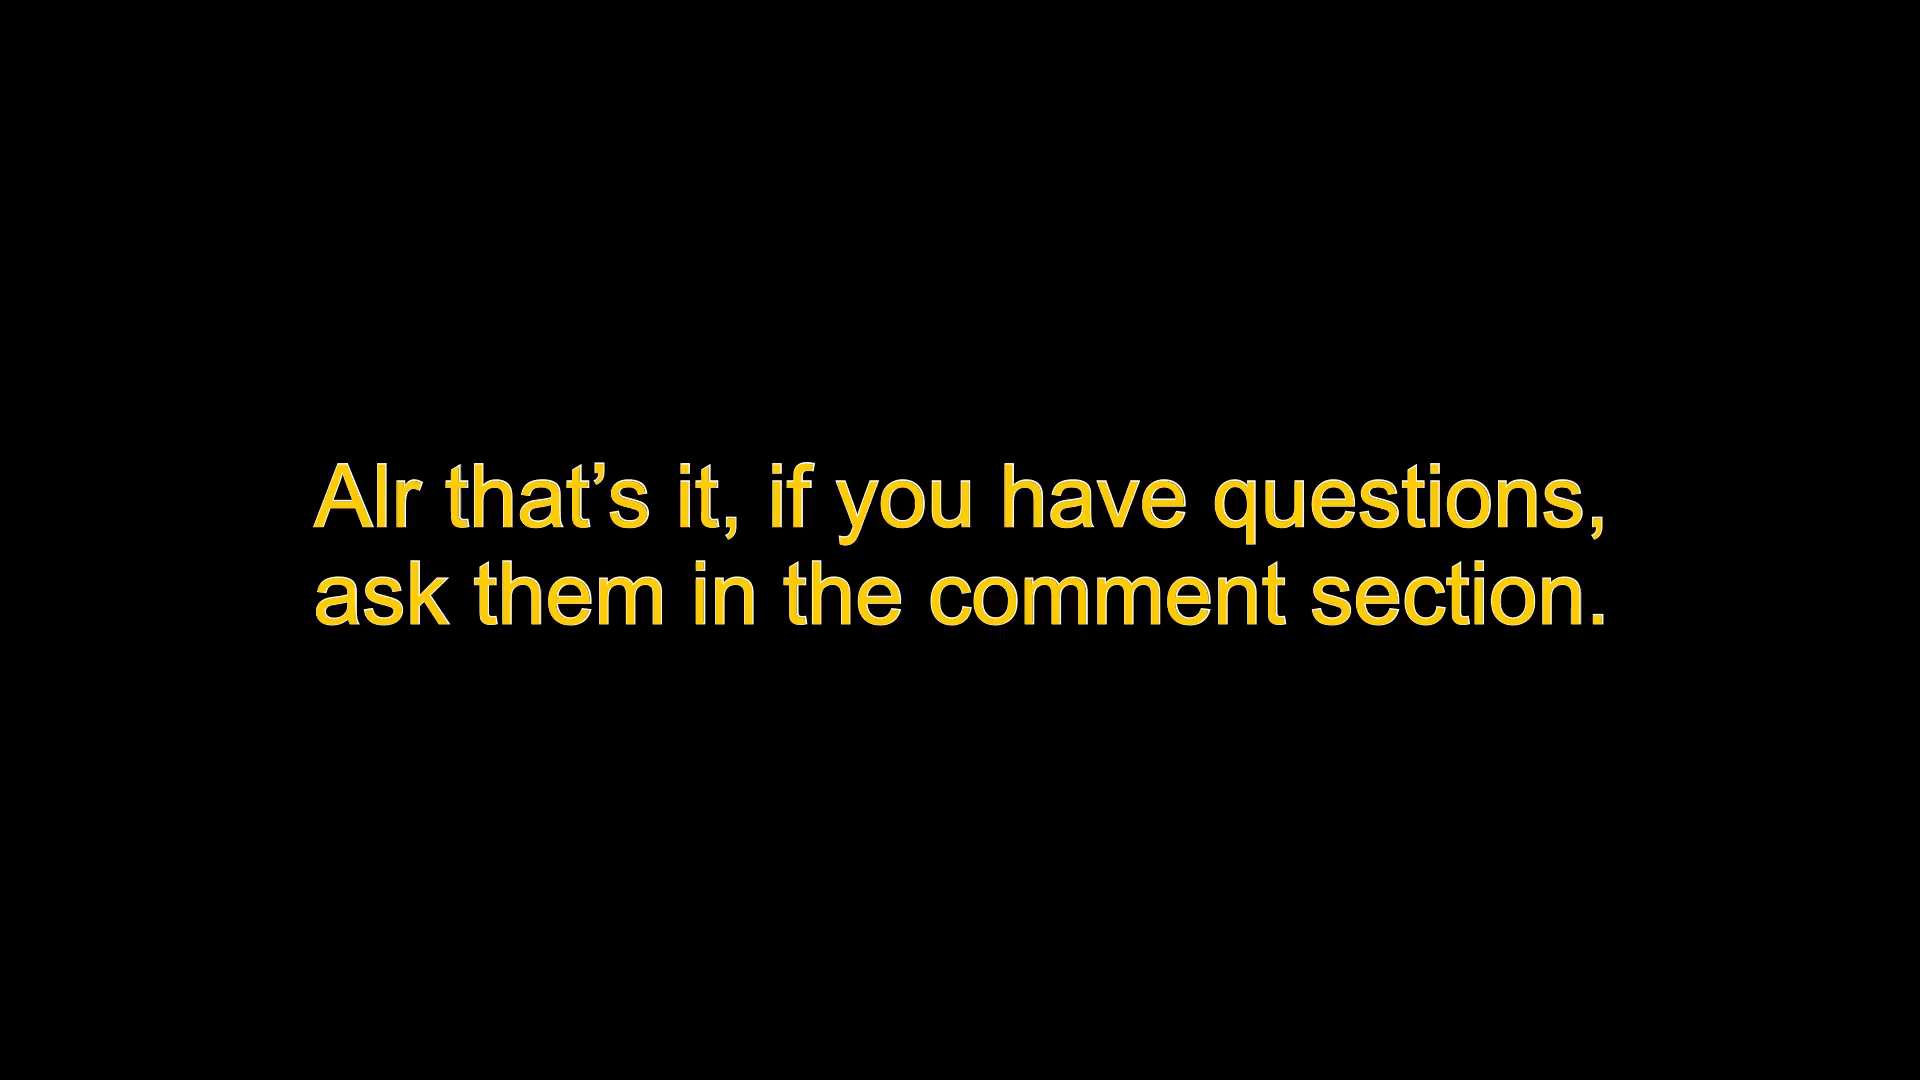 Alr that’s it, if you have questions,
ask them in the comment section.